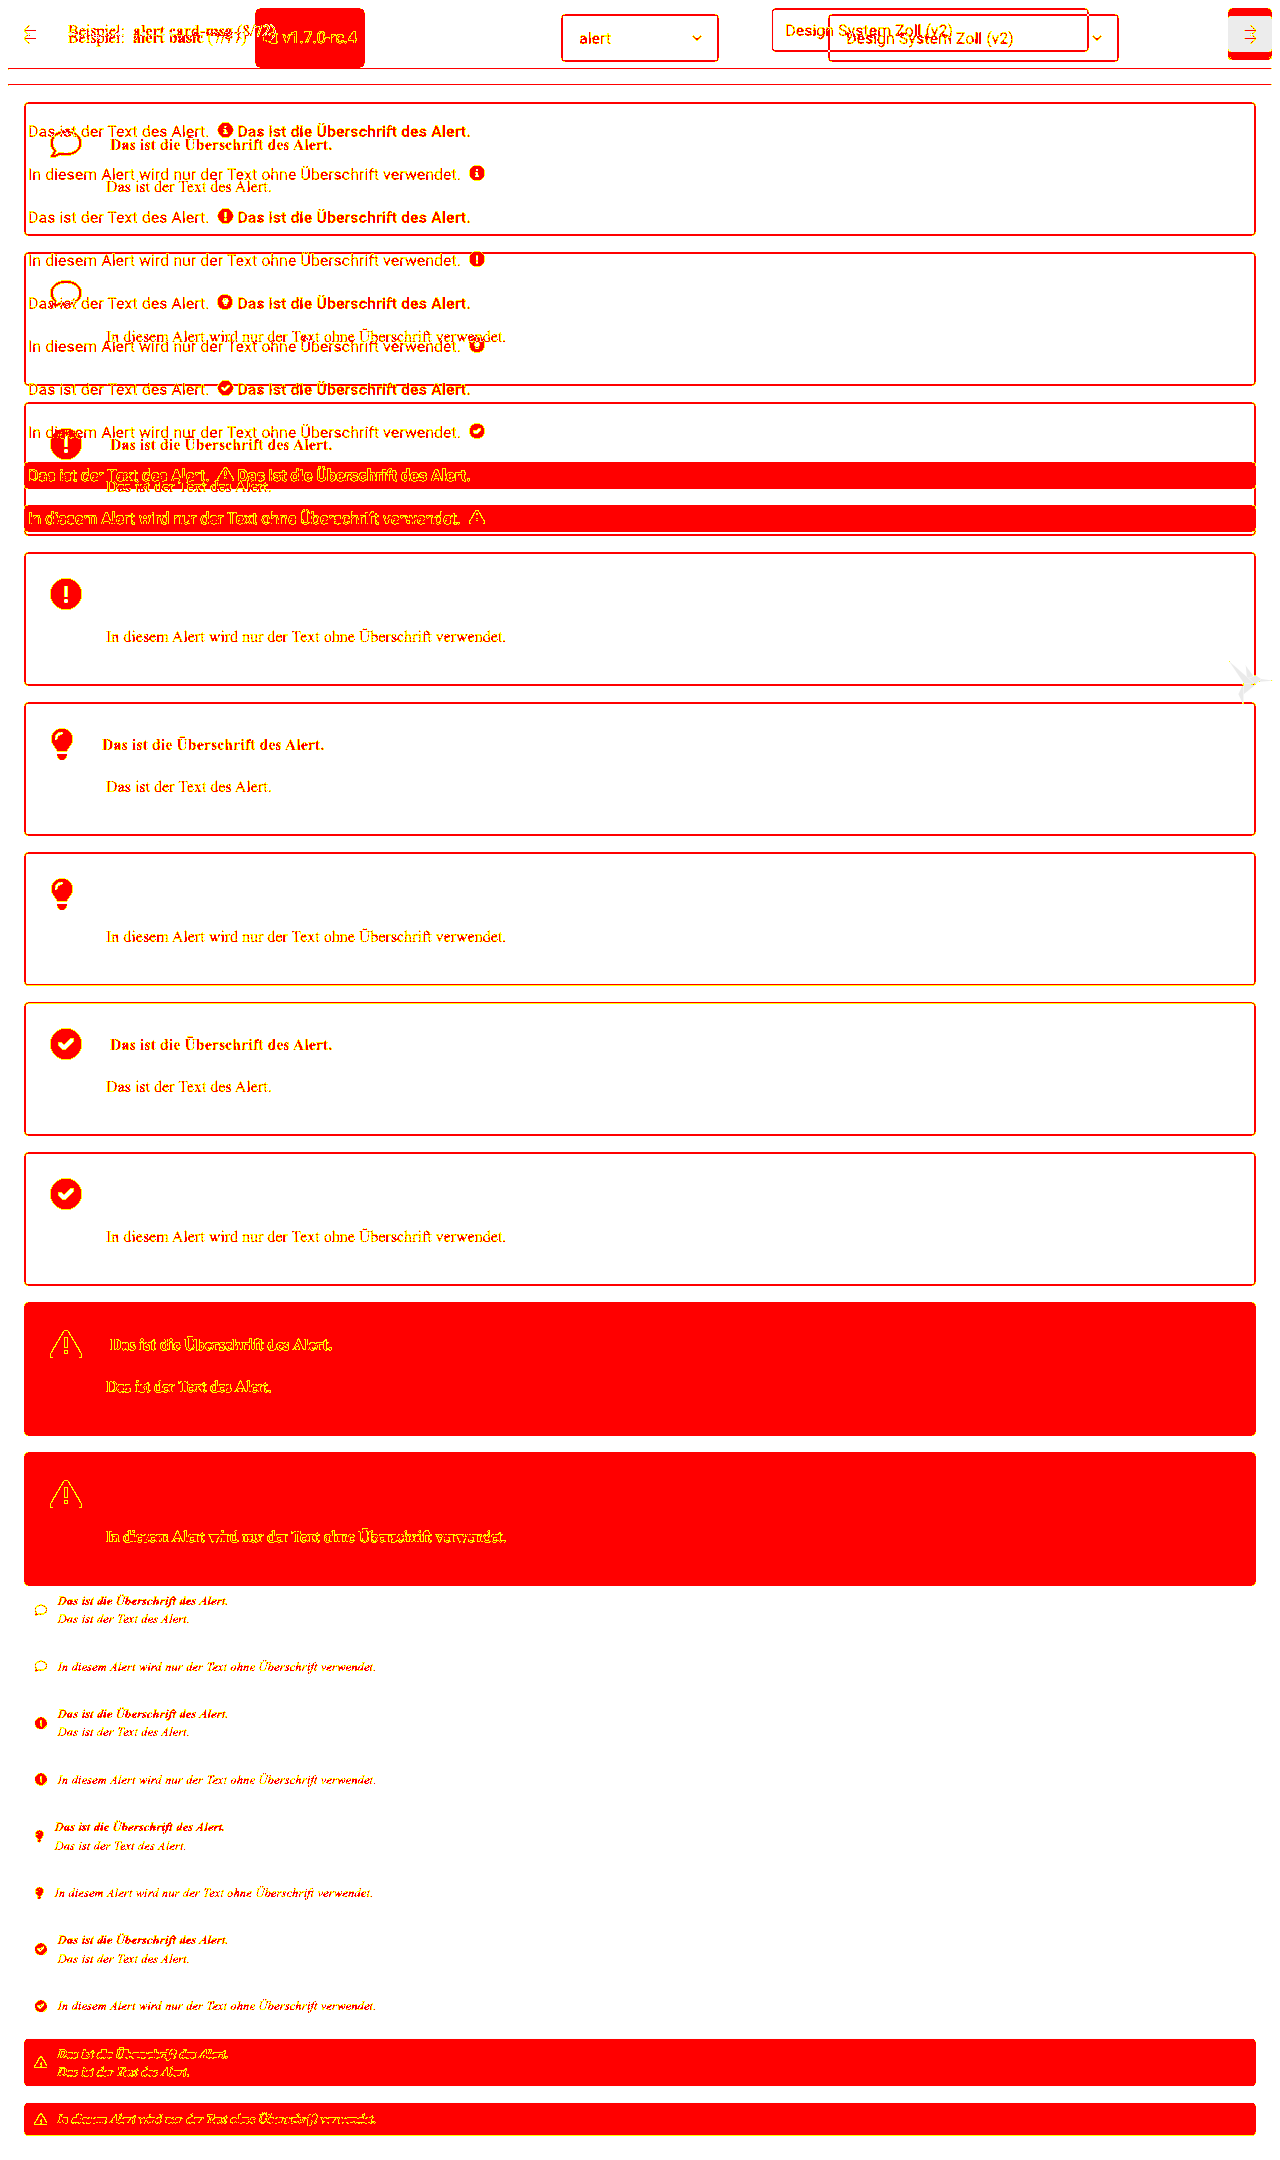 v1.7.0-rc.4
alert
Design System Zoll (v2)
Design System Zoll (v2)
Das ist der Text des Alert. Das ist die Überschrift des Alert.
Das ist die Überschrift des Alert.
In diesem Alert wird nur der Text ohne Überschrift verwendet.
Das ist der Text des Alert.
Das ist der Text des Alert. Das ist die Überschrift des Alert.
In diesem Alert wird nur der Text ohne Überschrift verwendet.
Das ist der Text des Alert. Das ist die Überschrift des Alert.
In diesem Alert wird nur der Text ohne Überschrift verwendet.
In diesem Alert wird nur der Text ohne Überschrift verwendet.
Das ist der Text des Alert. Das ist die Überschrift des Alert.
In diesem Alert wird nur der Text ohne Überschrift verwendet.
Das ist die Überschrift des Alert.
Das ist der Text des Alert. Das ist die Überschrift des Alert.
Das ist der Text des Alert.
In diesem Alert wird nur der Text ohne Überschrift verwendet.
In diesem Alert wird nur der Text ohne Überschrift verwendet.
Das ist die Überschrift des Alert.
Das ist der Text des Alert.
In diesem Alert wird nur der Text ohne Überschrift verwendet.
Das ist die Überschrift des Alert.
Das ist der Text des Alert.
In diesem Alert wird nur der Text ohne Überschrift verwendet.
Das ist die Überschrift des Alert.
Das ist der Text des Alert.
In diesem Alert wird nur der Text ohne Überschrift verwendet.
Das ist die Überschrift des Alert.
Das ist der Text des Alert.
In diesem Alert wird nur der Text ohne Überschrift verwendet.
Das ist die Überschrift des Alert.
Das ist der Text des Alert.
In diesem Alert wird nur der Text ohne Überschrift verwendet.
Das ist die Überschrift des Alert.
Das ist der Text des Alert.
In diesem Alert wird nur der Text ohne Überschrift verwendet.
Das ist die Überschrift des Alert.
Das ist der Text des Alert.
In diesem Alert wird nur der Text ohne Überschrift verwendet.
Das ist die Überschrift des Alert.
Das ist der Text des Alert.
In diesem Alert wird nur der Text ohne Überschrift verwendet.